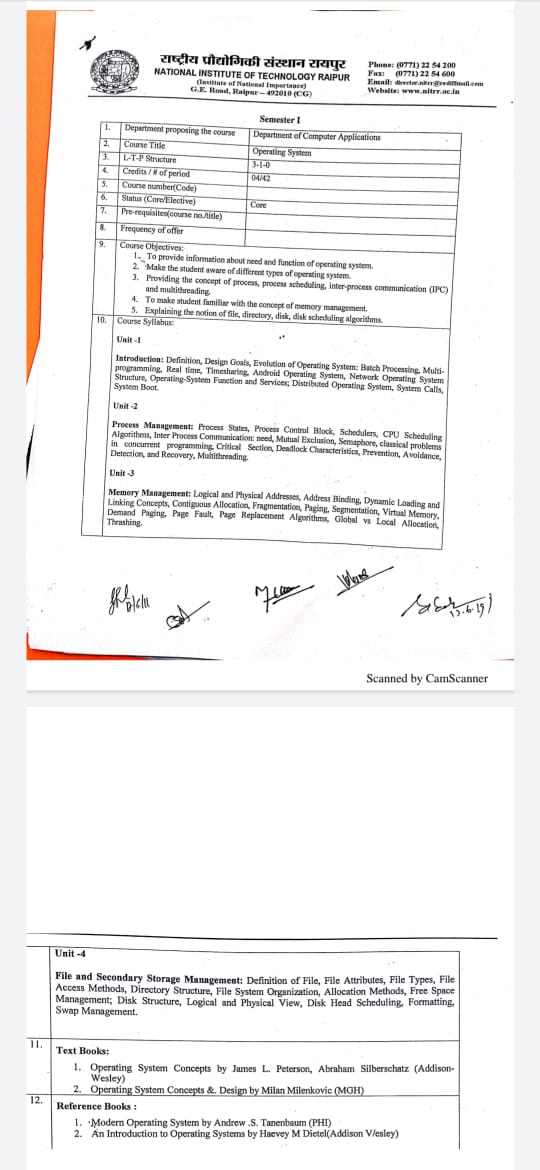 राष्ट्रीय प्रौद्योगिकी संस्थान रायपुर
NATIONAL INSTITUTE OF TECHNOLOGY RAIPUR
(Institute of National Importance)
G.E. Road, Raipur – 492010 (CG)
Phone: (0771) 22 54 200
Fax: (0771) 22 54 600
Email: director.nitrr@rediffmail.com
Website: www.nitrr.ac.in
Semester I
1. Department proposing the course Department of Computer Applications
2. Course Title Operating System
3. L-T-P Structure 3-1-0
4. Credits / # of period 04/42
5. Course number(Code)
6. Status (Core/Elective) Core
7. Pre-requisites(course no./title)
8. Frequency of offer
9. Course Objectives:
1. To provide information about need and function of operating system.
2. Make the student aware of different types of operating system.
3. Providing the concept of process, process scheduling, inter-process communication (IPC)
and multithreading.
4. To make student familiar with the concept of memory management.
5. Explaining the notion of file, directory, disk, disk scheduling algorithms.
10. Course Syllabus:
Unit -1
Introduction: Definition, Design Goals, Evolution of Operating System: Batch Processing, Multi-
programming, Real time, Timesharing, Android Operating System, Network Operating System
Structure, Operating-System Function and Services; Distributed Operating System, System Calls,
System Boot.
Unit -2
Process Management: Process States, Process Control Block, Schedulers, CPU Scheduling
Algorithms, Inter Process Communication: need, Mutual Exclusion, Semaphore, classical problems
in concurrent programming, Critical Section, Deadlock Characteristics, Prevention, Avoidance,
Detection, and Recovery, Multithreading.
Unit -3
Memory Management: Logical and Physical Addresses, Address Binding, Dynamic Loading and
Linking Concepts, Contiguous Allocation, Fragmentation, Paging, Segmentation, Virtual Memory,
Demand Paging, Page Fault, Page Replacement Algorithms, Global vs Local Allocation,
Thrashing.
Scanned by CamScanner
Unit -4
File and Secondary Storage Management: Definition of File, File Attributes, File Types, File
Access Methods, Directory Structure, File System Organization, Allocation Methods, Free Space
Management; Disk Structure, Logical and Physical View, Disk Head Scheduling, Formatting,
Swap Management.
11. Text Books:
1. Operating System Concepts by James L. Peterson, Abraham Silberschatz (Addison-
Wesley)
2. Operating System Concepts &. Design by Milan Milenkovic (MGH)
12. Reference Books :
1. Modern Operating System by Andrew .S. Tanenbaum (PHI)
2. An Introduction to Operating Systems by Haevey M Dietel(Addison Wesley)